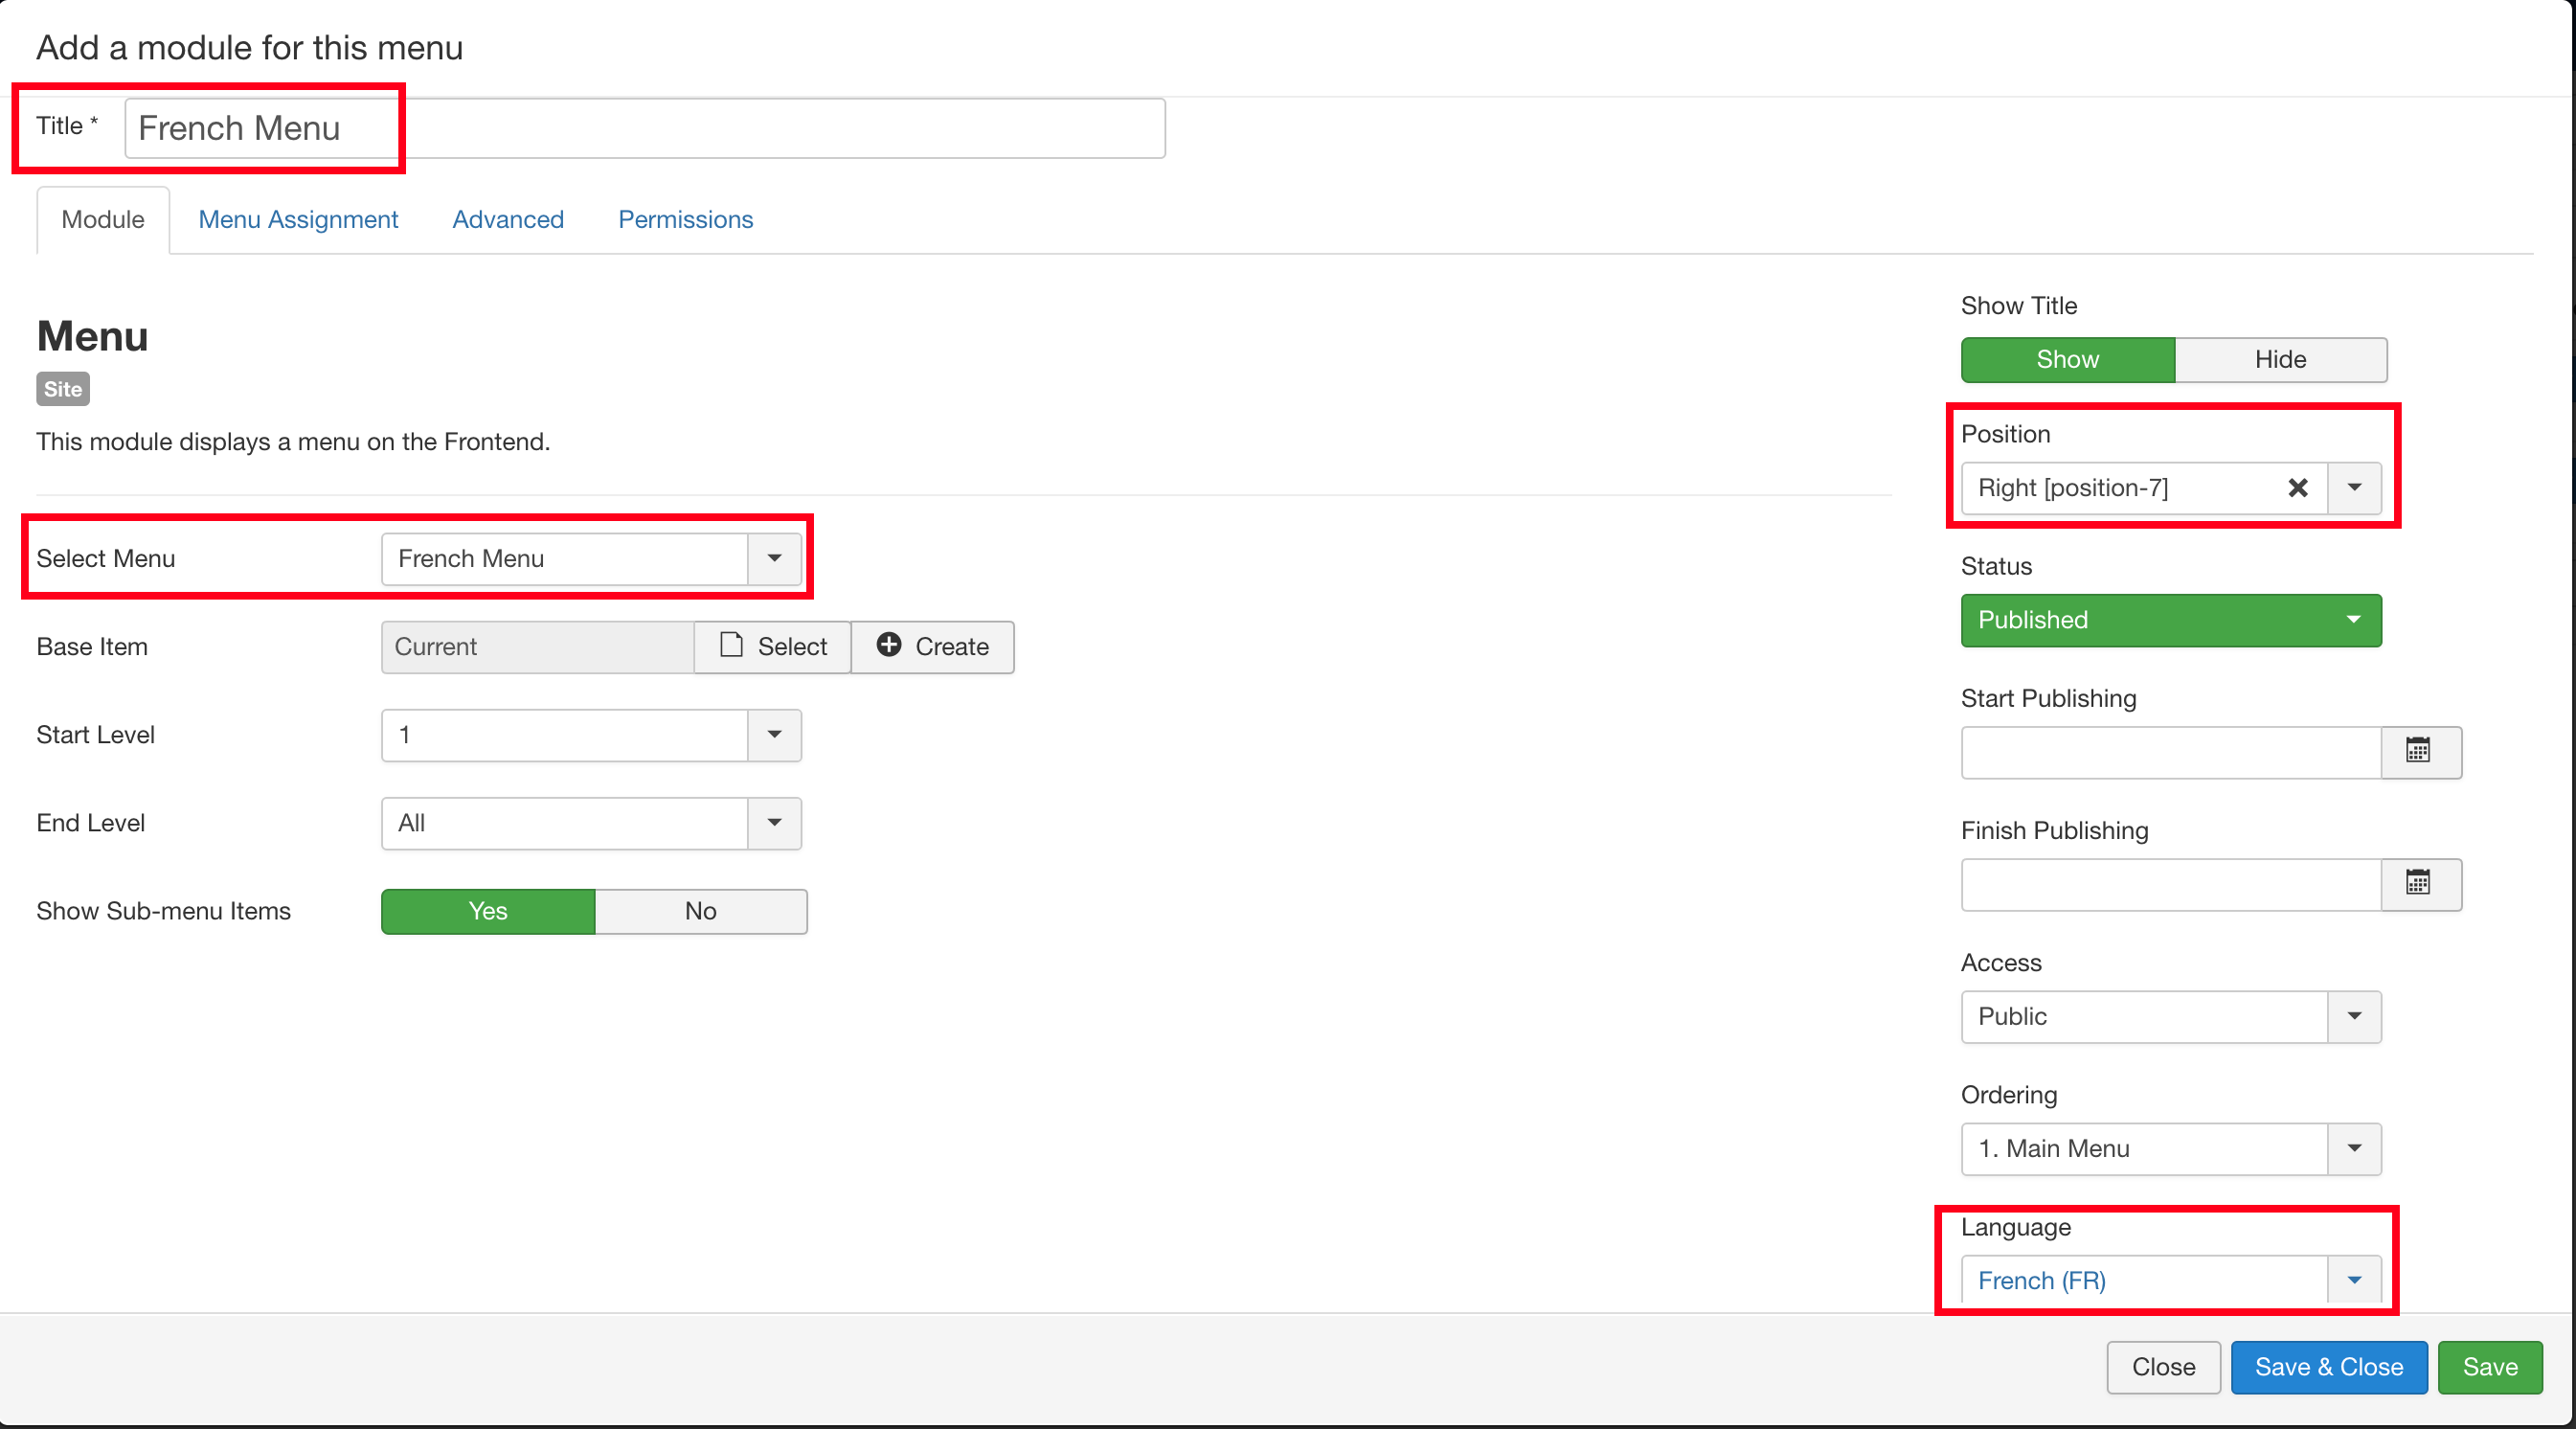 Add a module for this menu
Title * French Menu
Module Menu Assignment Advanced Permissions
Menu
Site
This module displays a menu on the Frontend.
Select Menu French Menu
Base Item Current Select Create
Start Level 1
End Level All
Show Sub-menu Items Yes No
Show Title
Show Hide
Position
Right [position-7]
Status
Published
Start Publishing
Finish Publishing
Access
Public
Ordering
1. Main Menu
Language
French (FR)
Close Save & Close Save